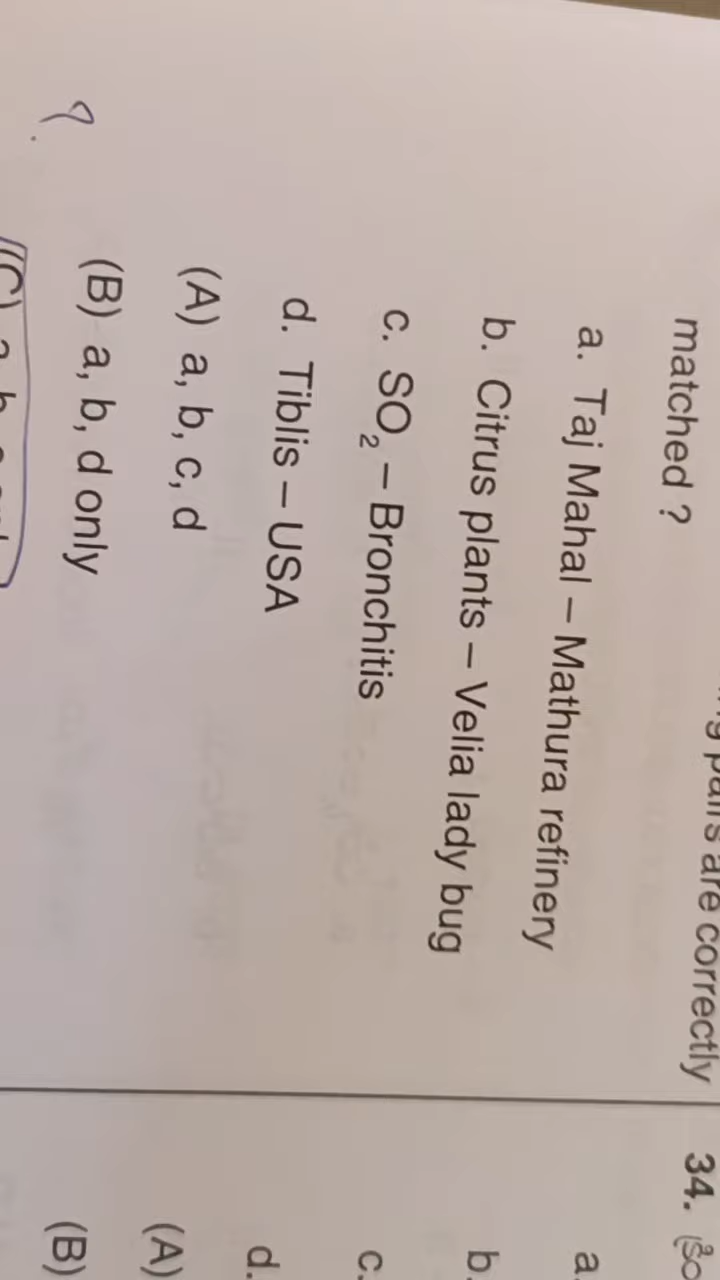 pairs are correctly
matched ?
a. Taj Mahal – Mathura refinery
b. Citrus plants – Velia lady bug
c. SO₂ – Bronchitis
d. Tiblis – USA
(A) a, b, c, d
(B) a, b, d only
?
34.
a.
b.
c.
d.
(A)
(B)